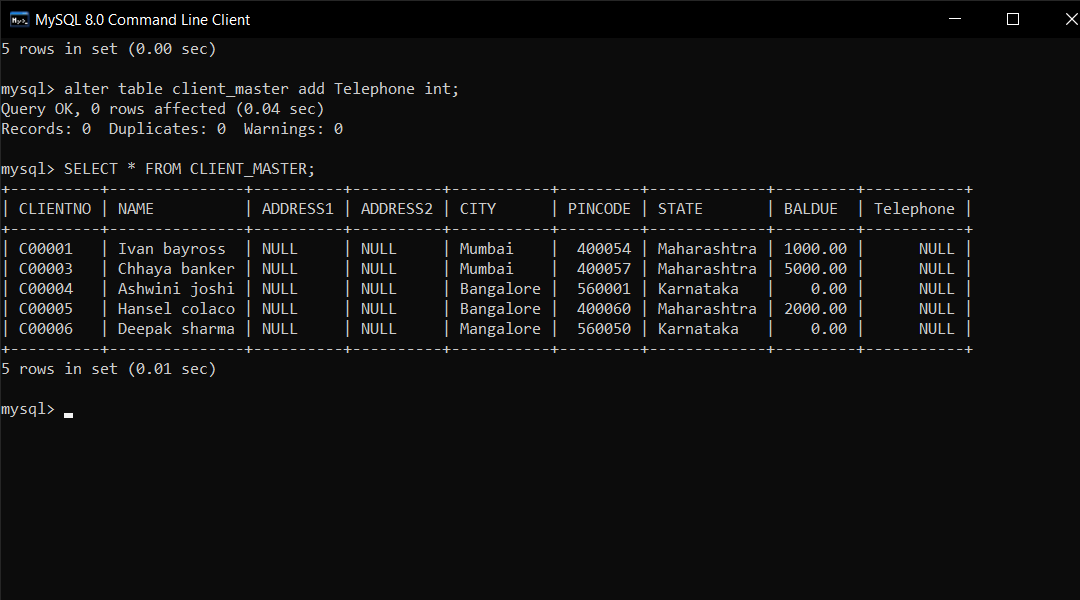 MySQL 8.0 Command Line Client
5 rows in set (0.00 sec)
mysql> alter table client_master add Telephone int;
Query OK, 0 rows affected (0.04 sec)
Records: 0  Duplicates: 0  Warnings: 0
mysql> SELECT * FROM CLIENT_MASTER;
+----------+---------------+----------+----------+-----------+---------+-------------+---------+-----------+
| CLIENTNO | NAME          | ADDRESS1 | ADDRESS2 | CITY      | PINCODE | STATE       | BALDUE  | Telephone |
+----------+---------------+----------+----------+-----------+---------+-------------+---------+-----------+
| C00001   | Ivan bayross  | NULL     | NULL     | Mumbai    |  400054 | Maharashtra | 1000.00 |      NULL |
| C00003   | Chhaya banker | NULL     | NULL     | Mumbai    |  400057 | Maharashtra | 5000.00 |      NULL |
| C00004   | Ashwini joshi | NULL     | NULL     | Bangalore |  560001 | Karnataka   |    0.00 |      NULL |
| C00005   | Hansel colaco | NULL     | NULL     | Bangalore |  400060 | Maharashtra | 2000.00 |      NULL |
| C00006   | Deepak sharma | NULL     | NULL     | Mangalore |  560050 | Karnataka   |    0.00 |      NULL |
+----------+---------------+----------+----------+-----------+---------+-------------+---------+-----------+
5 rows in set (0.01 sec)
mysql>